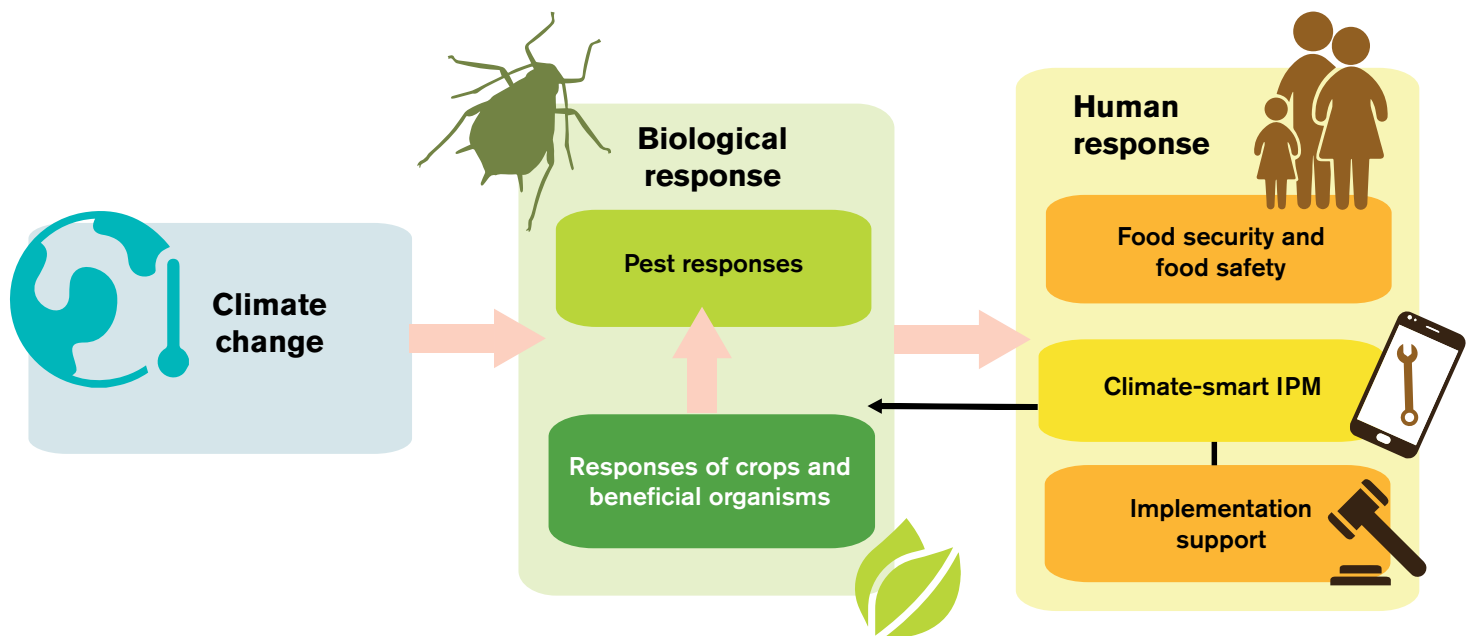 Climate
change
Biological
response
Pest responses
Responses of crops and
beneficial organisms
Human
response
Food security and
food safety
Climate-smart IPM
Implementation
support